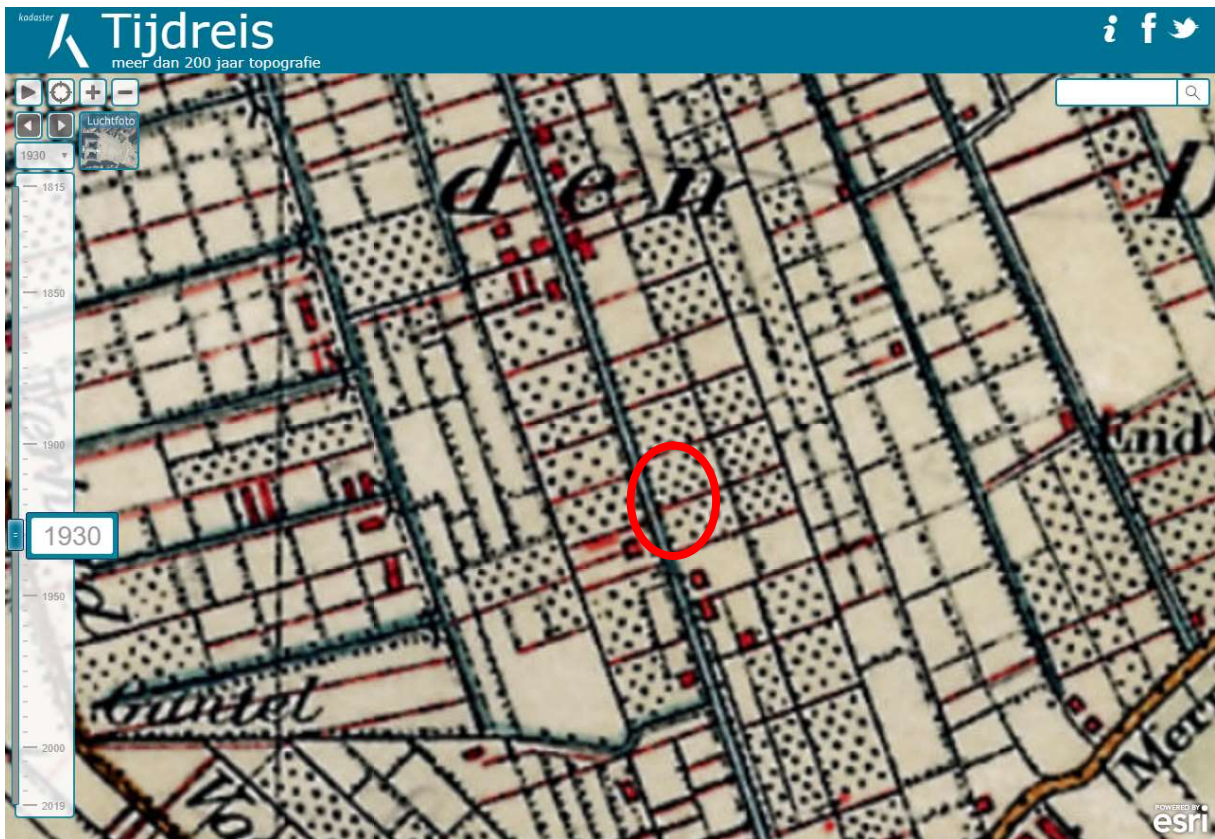 kadaster
Tijdreis
meer dan 200 jaar topografie
i f
Luchtfoto
1930
1815
1850
1900
1930
1950
2000
2019
den
Guntel
POWERED BY
esri